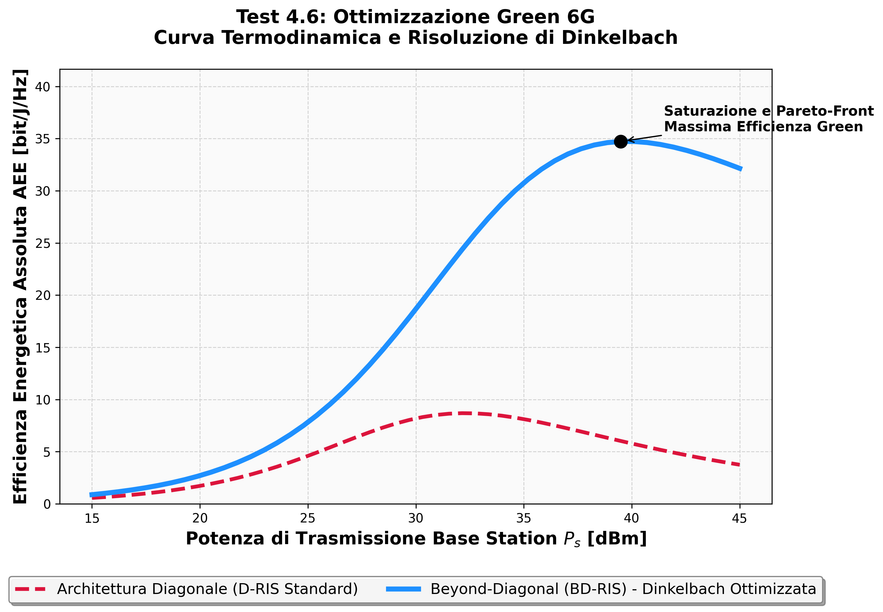 Test 4.6: Ottimizzazione Green 6G
Curva Termodinamica e Risoluzione di Dinkelbach
Efficienza Energetica Assoluta AEE [bit/J/Hz]
40
35
30
25
20
15
10
5
0
Saturazione e Pareto-Front
Massima Efficienza Green
15 20 25 30 35 40 45
Potenza di Trasmissione Base Station P_s [dBm]
Architettura Diagonale (D-RIS Standard)
Beyond-Diagonal (BD-RIS) - Dinkelbach Ottimizzata